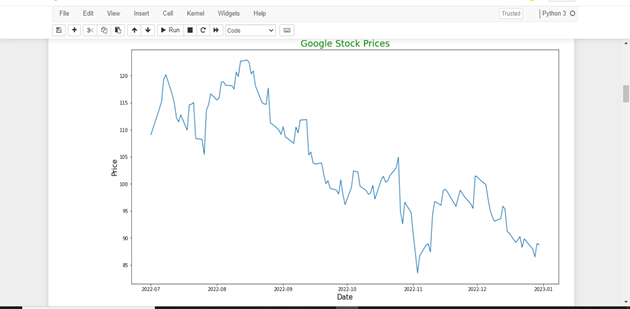 File Edit View Insert Cell Kernel Widgets Help Trusted Python 3
Run Code
Google Stock Prices
120
115
110
105
100
95
90
85
Price
2022-07 2022-08 2022-09 2022-10 2022-11 2022-12 2023-01
Date